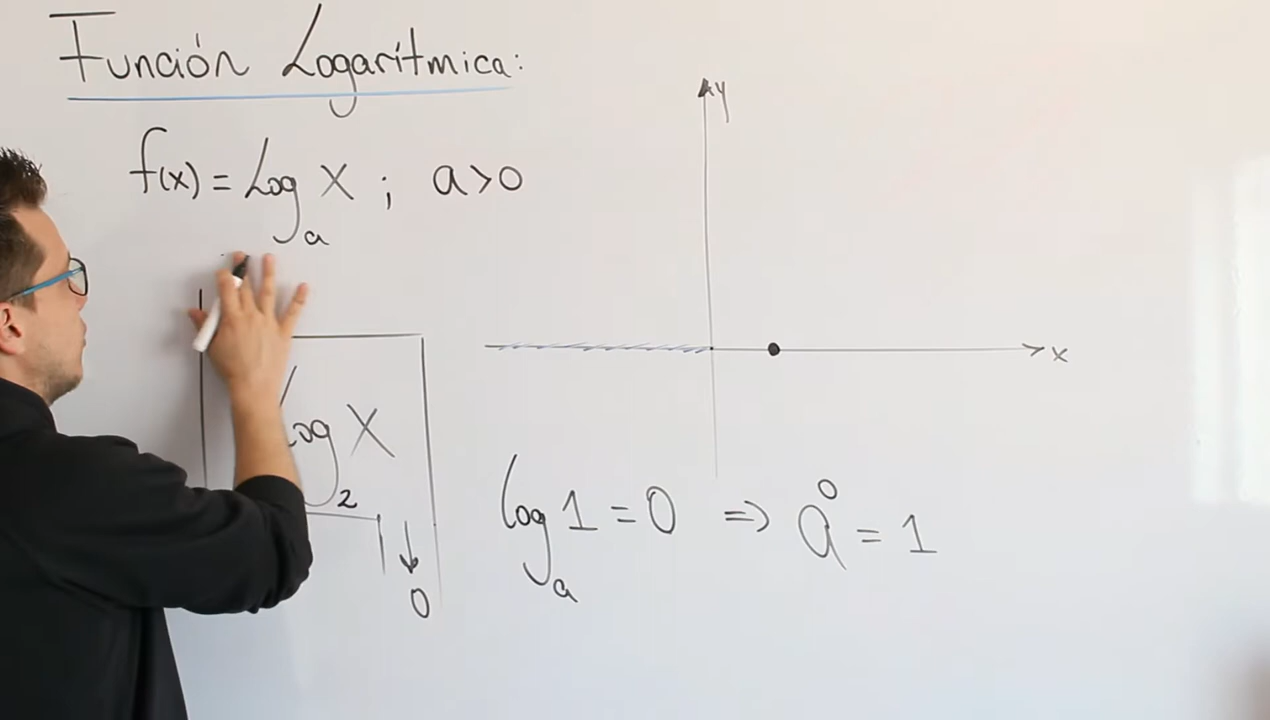 Función Logarítmica:
f(x) = Log_a X ; a>0
y
x
Log_2 X
0
log_a 1 = 0 => a^0 = 1